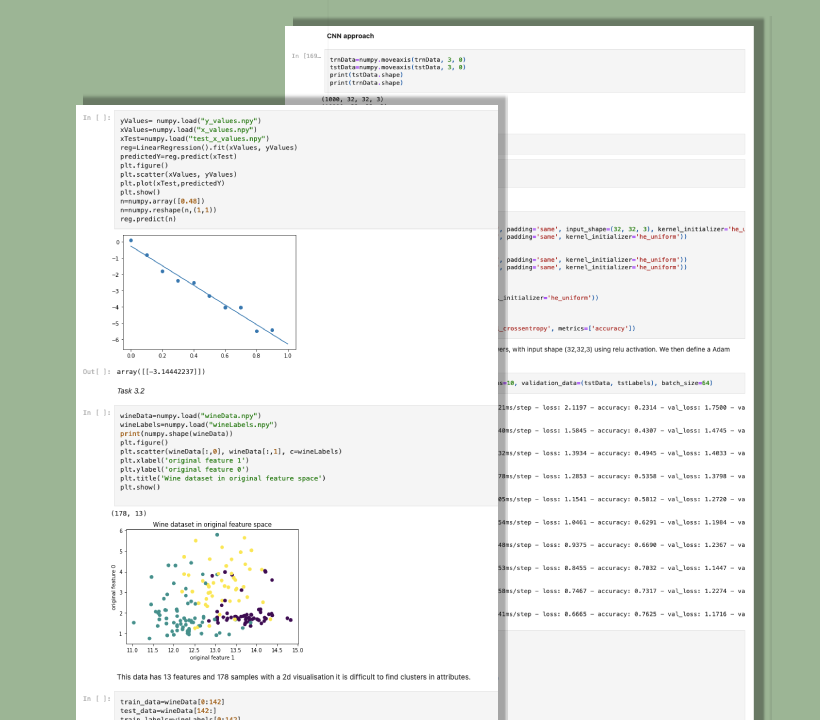 CNN approach
In [169…
trnData=numpy.moveaxis(trnData, 3, 0)
tstData=numpy.moveaxis(tstData, 3, 0)
print(tstData.shape)
print(trnData.shape)
(1000, 32, 32, 3)
, padding='same', input_shape=(32, 32, 3), kernel_initializer='he_u
, padding='same', kernel_initializer='he_uniform'))
, padding='same', kernel_initializer='he_uniform'))
, padding='same', kernel_initializer='he_uniform'))
_initializer='he_uniform'))
_crossentropy', metrics=['accuracy'])
ers, with input shape (32,32,3) using relu activation. We then define a Adam
=10, validation_data=(tstData, tstLabels), batch_size=64)
ms/step - loss: 2.1197 - accuracy: 0.2314 - val_loss: 1.7500 - va
ms/step - loss: 1.5845 - accuracy: 0.4307 - val_loss: 1.4745 - va
ms/step - loss: 1.3934 - accuracy: 0.4945 - val_loss: 1.4033 - va
ms/step - loss: 1.2853 - accuracy: 0.5358 - val_loss: 1.3798 - va
ms/step - loss: 1.1541 - accuracy: 0.5812 - val_loss: 1.2720 - va
ms/step - loss: 1.0461 - accuracy: 0.6291 - val_loss: 1.1984 - va
ms/step - loss: 0.9375 - accuracy: 0.6690 - val_loss: 1.2367 - va
ms/step - loss: 0.8455 - accuracy: 0.7032 - val_loss: 1.1447 - va
ms/step - loss: 0.7467 - accuracy: 0.7317 - val_loss: 1.2274 - va
ms/step - loss: 0.6665 - accuracy: 0.7625 - val_loss: 1.1716 - va
In [ ]:
yValues= numpy.load("y_values.npy")
xValues=numpy.load("x_values.npy")
xTest=numpy.load("test_x_values.npy")
reg=LinearRegression().fit(xValues, yValues)
predictedY=reg.predict(xTest)
plt.figure()
plt.scatter(xValues, yValues)
plt.plot(xTest,predictedY)
plt.show()
n=numpy.array([0.48])
n=numpy.reshape(n,(1,1))
reg.predict(n)
0
−1
−2
−3
−4
−5
−6
0.0 0.2 0.4 0.6 0.8 1.0
Out[ ]: array([[-3.14442237]])
Task 3.2
In [ ]:
wineData=numpy.load("wineData.npy")
wineLabels=numpy.load("wineLabels.npy")
print(numpy.shape(wineData))
plt.figure()
plt.scatter(wineData[:,0], wineData[:,1], c=wineLabels)
plt.xlabel('original feature 1')
plt.ylabel('original feature 0')
plt.title('Wine dataset in original feature space')
plt.show()
(178, 13)
Wine dataset in original feature space
original feature 0
6
5
4
3
2
1
11.0 11.5 12.0 12.5 13.0 13.5 14.0 14.5 15.0
original feature 1
This data has 13 features and 178 samples with a 2d visualisation it is difficult to find clusters in attributes.
In [ ]:
train_data=wineData[0:142]
test_data=wineData[142:]
train_labels=wineLabels[0:142]